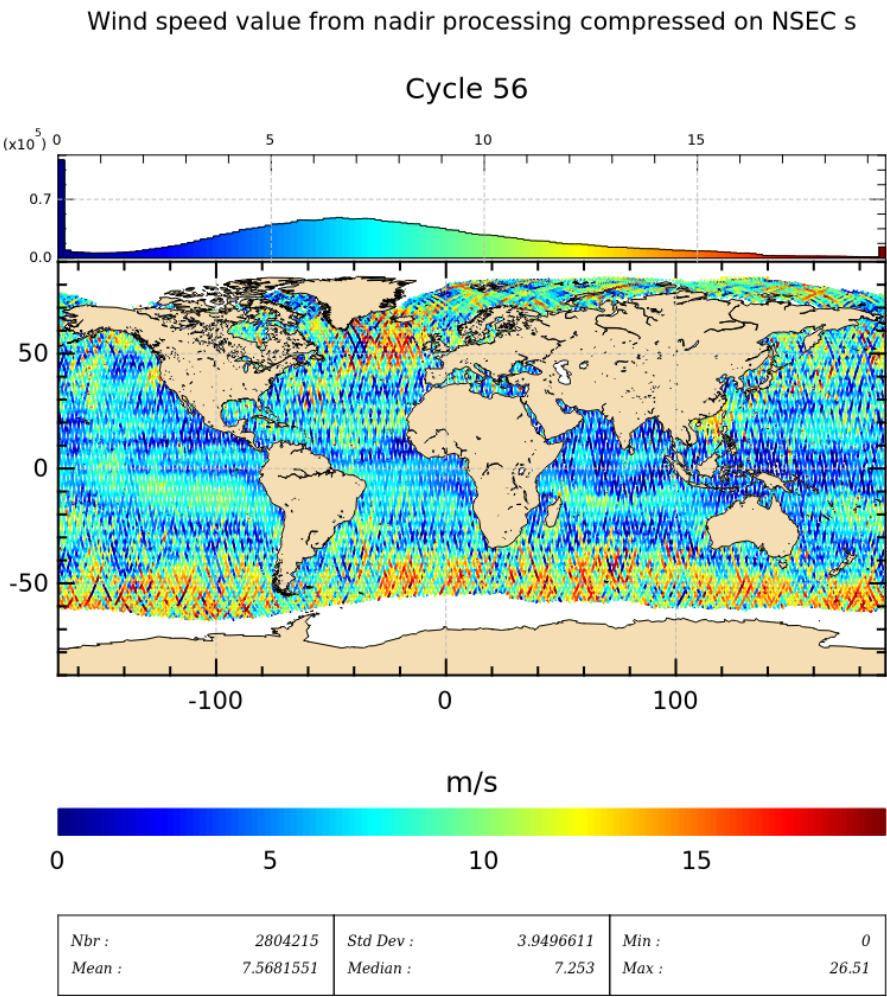 Wind speed value from nadir processing compressed on NSEC s
Cycle 56
(x10^5) 0 5 10 15
0.7
0.0
50
0
-50
-100 0 100
m/s
0 5 10 15
Nbr : 2804215 Std Dev : 3.9496611 Min : 0
Mean : 7.5681551 Median : 7.253 Max : 26.51